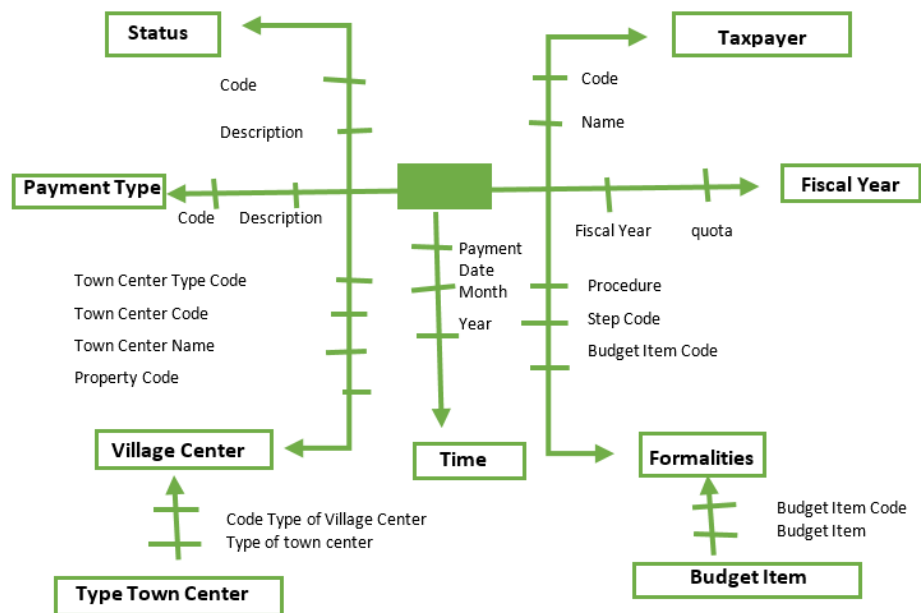 Status
Taxpayer
Code
Description
Code
Name
Payment Type
Fiscal Year
Code
Description
Fiscal Year
quota
Payment
Date
Month
Year
Town Center Type Code
Town Center Code
Town Center Name
Property Code
Procedure
Step Code
Budget Item Code
Village Center
Time
Formalities
Code Type of Village Center
Type of town center
Budget Item Code
Budget Item
Type Town Center
Budget Item